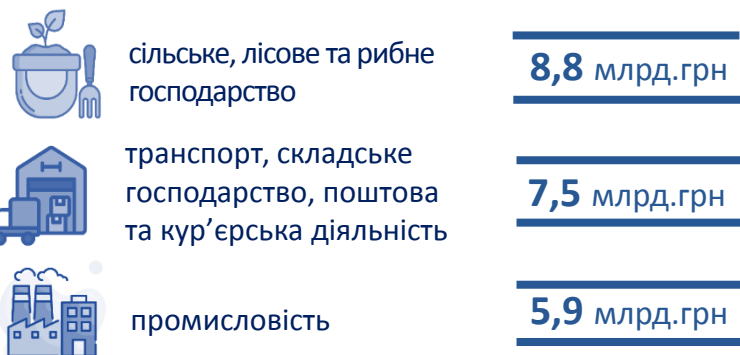 сільське, лісове та рибне
господарство
8,8 млрд.грн
транспорт, складське
господарство, поштова
та кур’єрська діяльність
7,5 млрд.грн
промисловість
5,9 млрд.грн